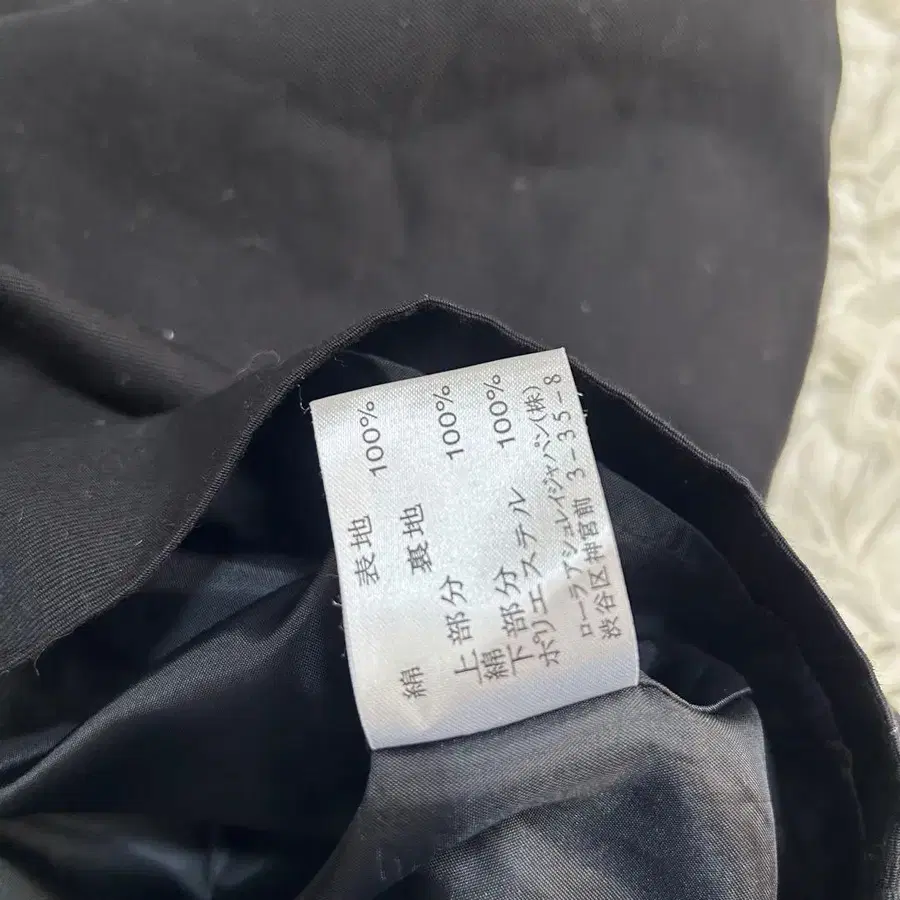 表地
綿 100%
裏地
上部分
綿 100%
下部分
ポリエステル 100%
ローラアシュレイジャパン(株)
渋谷区神宮前 3-35-8